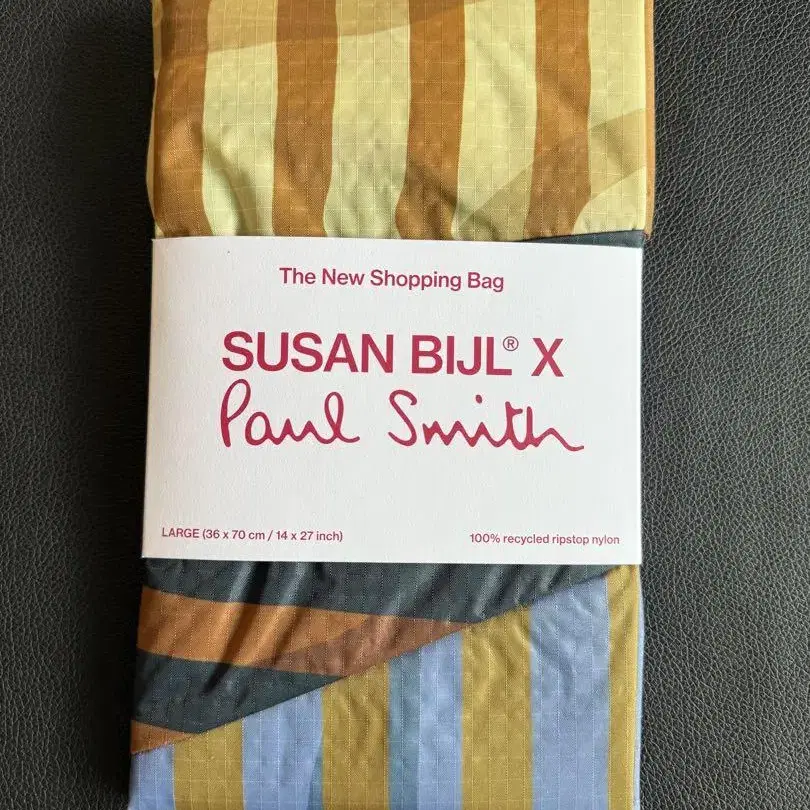 The New Shopping Bag
SUSAN BIJL® X
Paul Smith
LARGE (36 x 70 cm / 14 x 27 inch)
100% recycled ripstop nylon